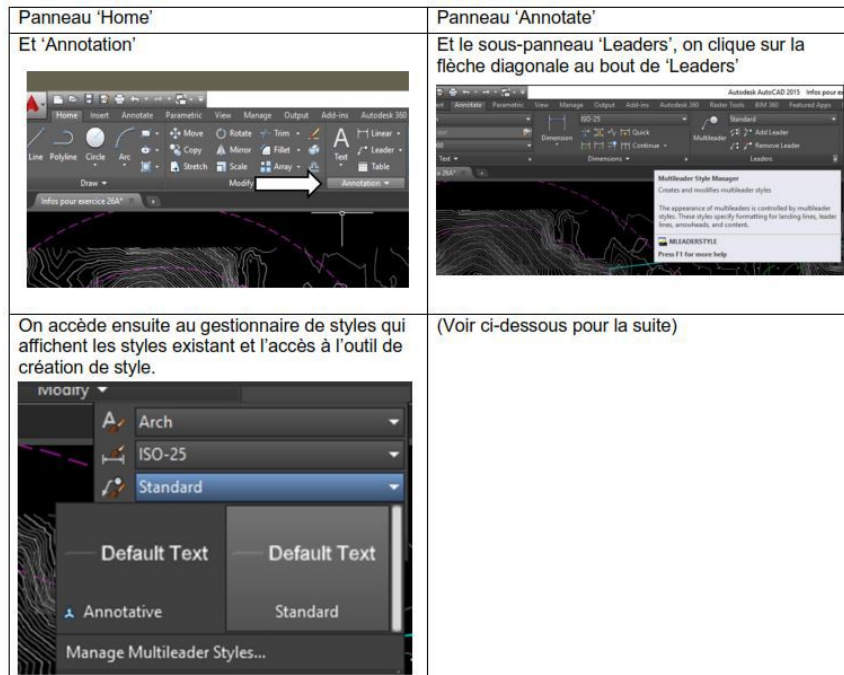 Panneau 'Home'
Panneau 'Annotate'
Et 'Annotation'
Home Insert Annotate Parametric View Manage Output Add-ins Autodesk 360
Line Polyline Circle Arc
Move Rotate Trim
Copy Mirror Fillet
Stretch Scale Array
Text
Linear
Leader
Table
Draw
Modify
Annotation
Infos pour exercice 26A*
Et le sous-panneau 'Leaders', on clique sur la
flèche diagonale au bout de 'Leaders'
Autodesk AutoCAD 2015 Infos pour ex
Annotate Parametric View Manage Output Add-ins Autodesk 360 Raster Tools BIM 360 Featured Apps
ISO-25
Standard
Dimension
Quick
Continue
Multileader
Add Leader
Remove Leader
Text
Dimensions
Leaders
26A*
Multileader Style Manager
Creates and modifies multileader styles
The appearance of multileaders is controlled by multileader
styles. These styles specify formatting for landing lines, leader
lines, arrowheads, and content.
MLEADERSTYLE
Press F1 for more help
On accède ensuite au gestionnaire de styles qui
affichent les styles existant et l'accès à l'outil de
création de style.
Modify
Arch
ISO-25
Standard
Default Text
Default Text
Annotative
Standard
Manage Multileader Styles...
(Voir ci-dessous pour la suite)